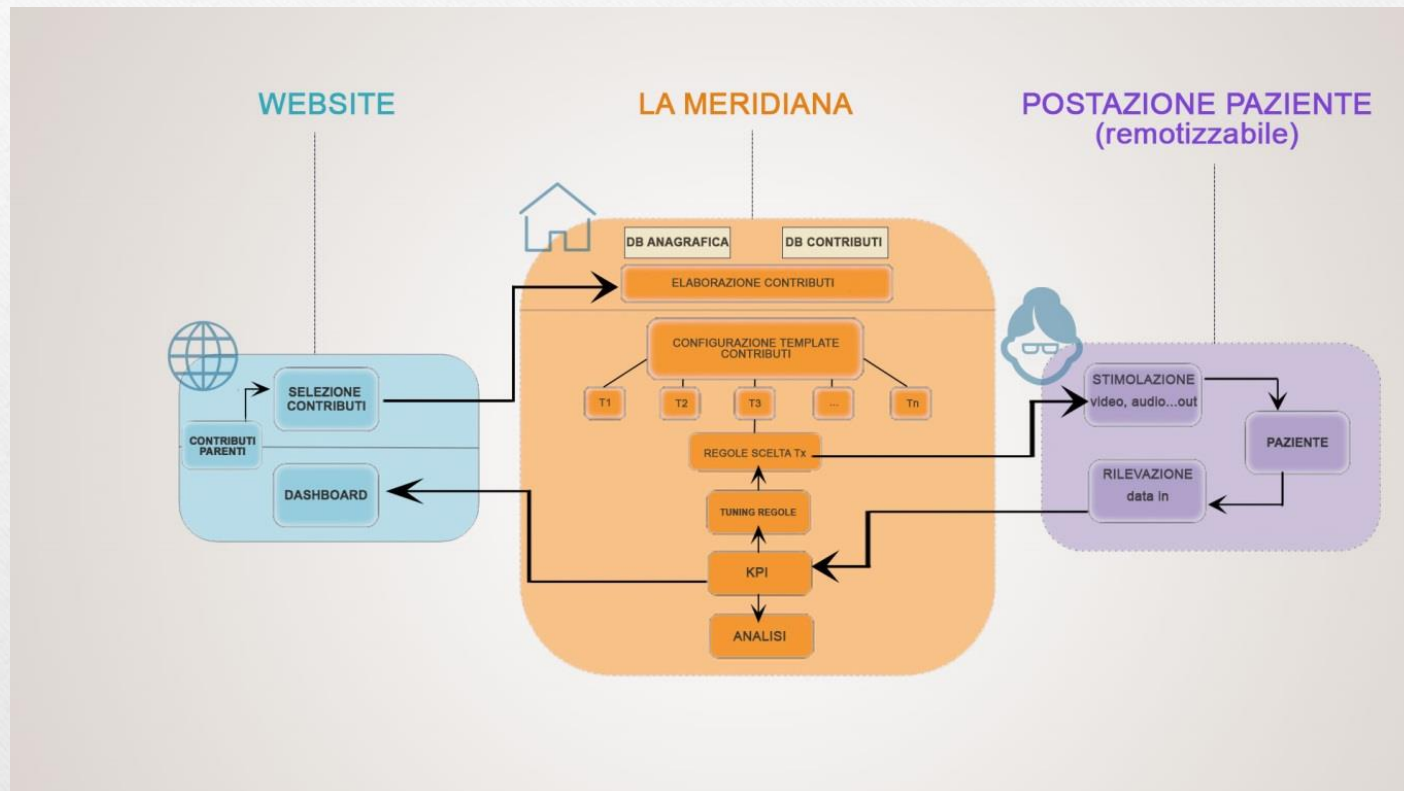 WEBSITE
LA MERIDIANA
POSTAZIONE PAZIENTE
(remotizzabile)
SELEZIONE
CONTRIBUTI
CONTRIBUTI
PARENTI
DASHBOARD
DB ANAGRAFICA
DB CONTRIBUTI
ELABORAZIONE CONTRIBUTI
CONFIGURAZIONE TEMPLATE
CONTRIBUTI
T1
T2
T3
...
Tn
REGOLE SCELTA Tx
TUNING REGOLE
KPI
ANALISI
STIMOLAZIONE
video, audio...out
PAZIENTE
RILEVAZIONE
data in